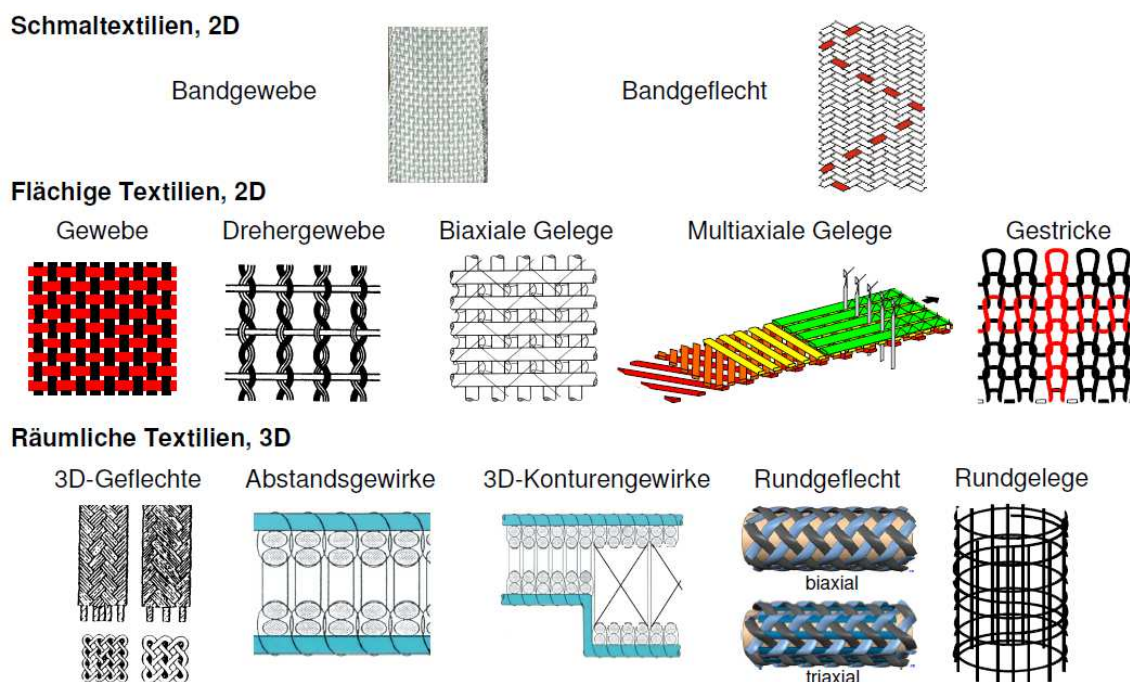 Schmaltextilien, 2D
Bandgewebe Bandgeflecht
Flächige Textilien, 2D
Gewebe Drehergewebe Biaxiale Gelege Multiaxiale Gelege Gestricke
Räumliche Textilien, 3D
3D-Geflechte Abstandsgewirke 3D-Konturengewirke Rundgeflecht Rundgelege
biaxial
triaxial